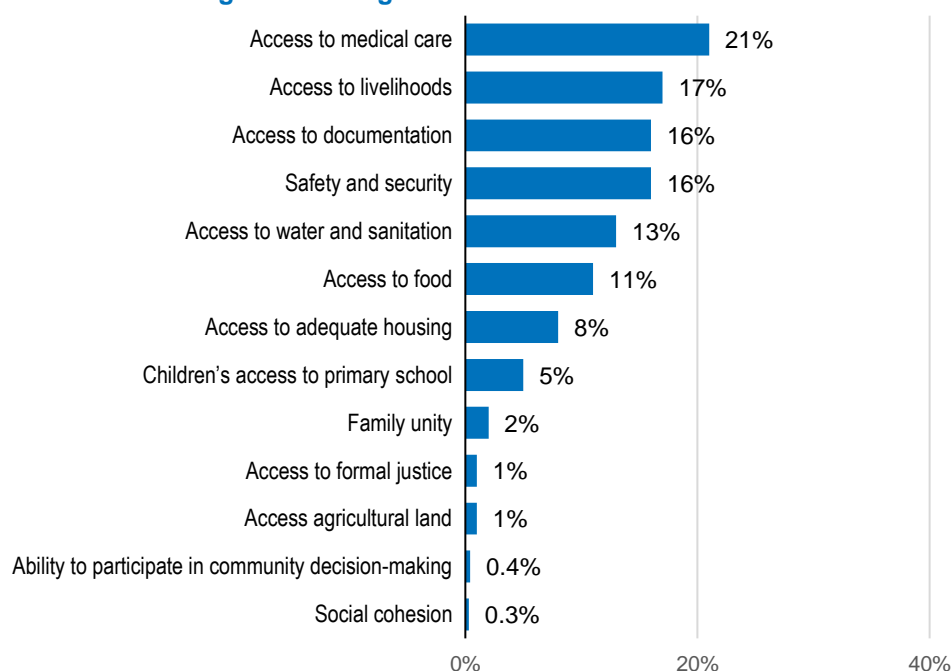 Access to medical care 21%
Access to livelihoods 17%
Access to documentation 16%
Safety and security 16%
Access to water and sanitation 13%
Access to food 11%
Access to adequate housing 8%
Children’s access to primary school 5%
Family unity 2%
Access to formal justice 1%
Access agricultural land 1%
Ability to participate in community decision-making 0.4%
Social cohesion 0.3%
0% 20% 40%